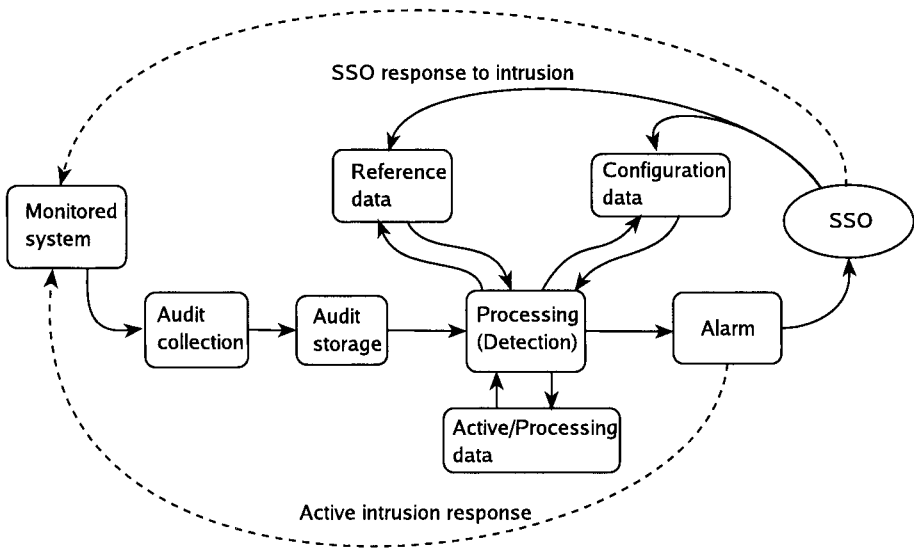 SSO response to intrusion
Reference
data
Configuration
data
Monitored
system
SSO
Audit
collection
Audit
storage
Processing
(Detection)
Alarm
Active/Processing
data
Active intrusion response